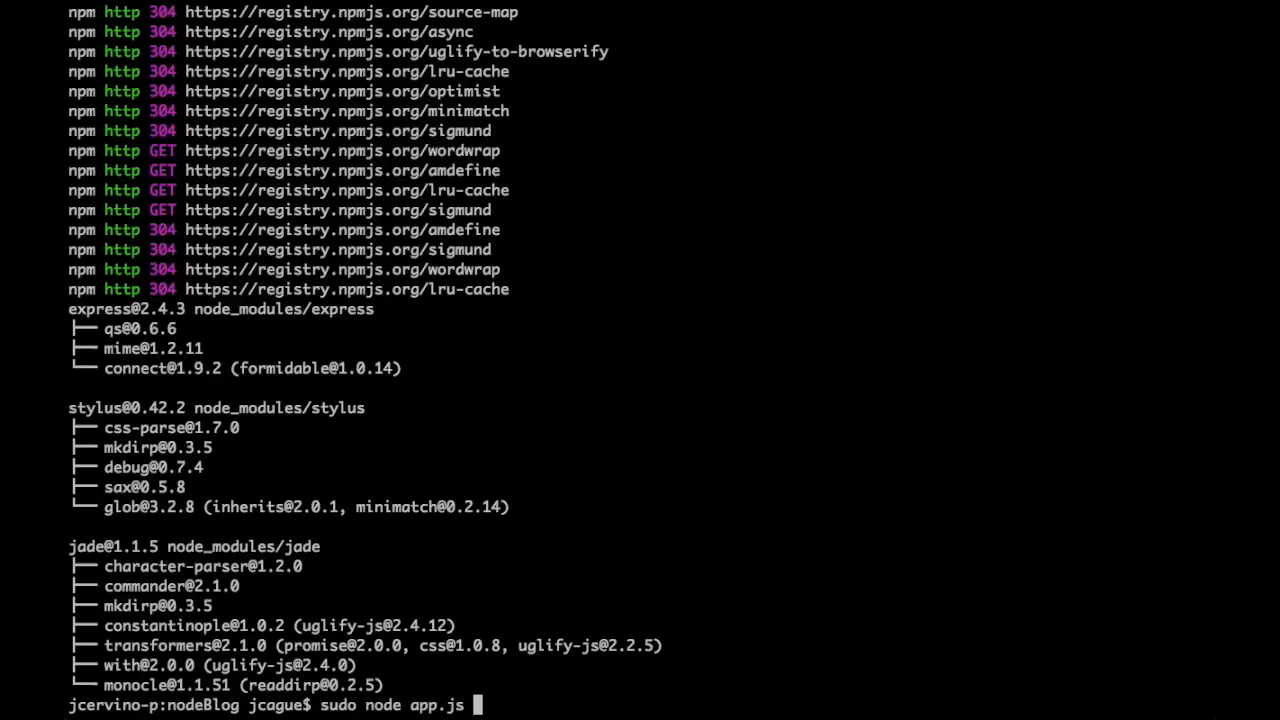 npm http 304 https://registry.npmjs.org/source-map
npm http 304 https://registry.npmjs.org/async
npm http 304 https://registry.npmjs.org/uglify-to-browserify
npm http 304 https://registry.npmjs.org/lru-cache
npm http 304 https://registry.npmjs.org/optimist
npm http 304 https://registry.npmjs.org/minimatch
npm http 304 https://registry.npmjs.org/sigmund
npm http GET https://registry.npmjs.org/wordwrap
npm http GET https://registry.npmjs.org/amdefine
npm http GET https://registry.npmjs.org/lru-cache
npm http GET https://registry.npmjs.org/sigmund
npm http 304 https://registry.npmjs.org/amdefine
npm http 304 https://registry.npmjs.org/sigmund
npm http 304 https://registry.npmjs.org/wordwrap
npm http 304 https://registry.npmjs.org/lru-cache
express@2.4.3 node_modules/express
├── qs@0.6.6
├── mime@1.2.11
└── connect@1.9.2 (formidable@1.0.14)
stylus@0.42.2 node_modules/stylus
├── css-parse@1.7.0
├── mkdirp@0.3.5
├── debug@0.7.4
├── sax@0.5.8
└── glob@3.2.8 (inherits@2.0.1, minimatch@0.2.14)
jade@1.1.5 node_modules/jade
├── character-parser@1.2.0
├── commander@2.1.0
├── mkdirp@0.3.5
├── constantinople@1.0.2 (uglify-js@2.4.12)
├── transformers@2.1.0 (promise@2.0.0, css@1.0.8, uglify-js@2.2.5)
├── with@2.0.0 (uglify-js@2.4.0)
└── monocle@1.1.51 (readdirp@0.2.5)
jcervino-p:nodeBlog jcague$ sudo node app.js